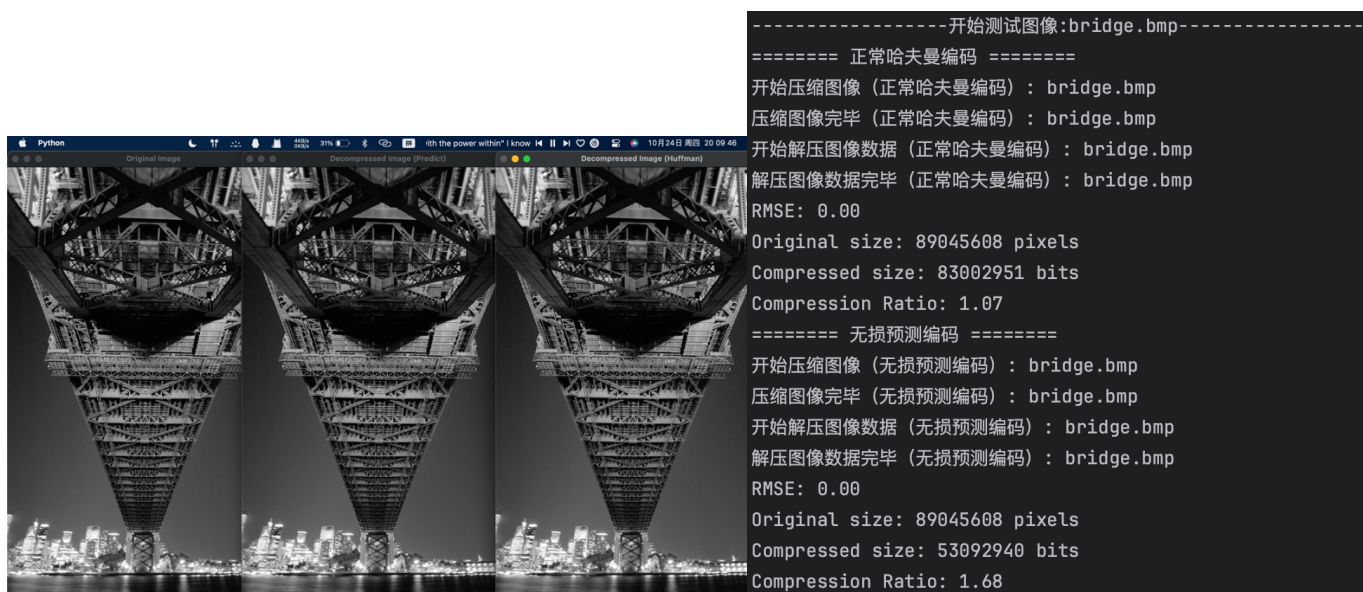 Python 4KB/s 0KB/s 31% 拼 ith the power within" I know 10月24日 周四 20 09 46
Original Image
Decompressed Image (Predict)
Decompressed Image (Huffman)
------------------开始测试图像:bridge.bmp-----------------
======== 正常哈夫曼编码 ========
开始压缩图像（正常哈夫曼编码）: bridge.bmp
压缩图像完毕（正常哈夫曼编码）: bridge.bmp
开始解压图像数据（正常哈夫曼编码）: bridge.bmp
解压图像数据完毕（正常哈夫曼编码）: bridge.bmp
RMSE: 0.00
Original size: 89045608 pixels
Compressed size: 83002951 bits
Compression Ratio: 1.07
======== 无损预测编码 ========
开始压缩图像（无损预测编码）: bridge.bmp
压缩图像完毕（无损预测编码）: bridge.bmp
开始解压图像数据（无损预测编码）: bridge.bmp
解压图像数据完毕（无损预测编码）: bridge.bmp
RMSE: 0.00
Original size: 89045608 pixels
Compressed size: 53092940 bits
Compression Ratio: 1.68